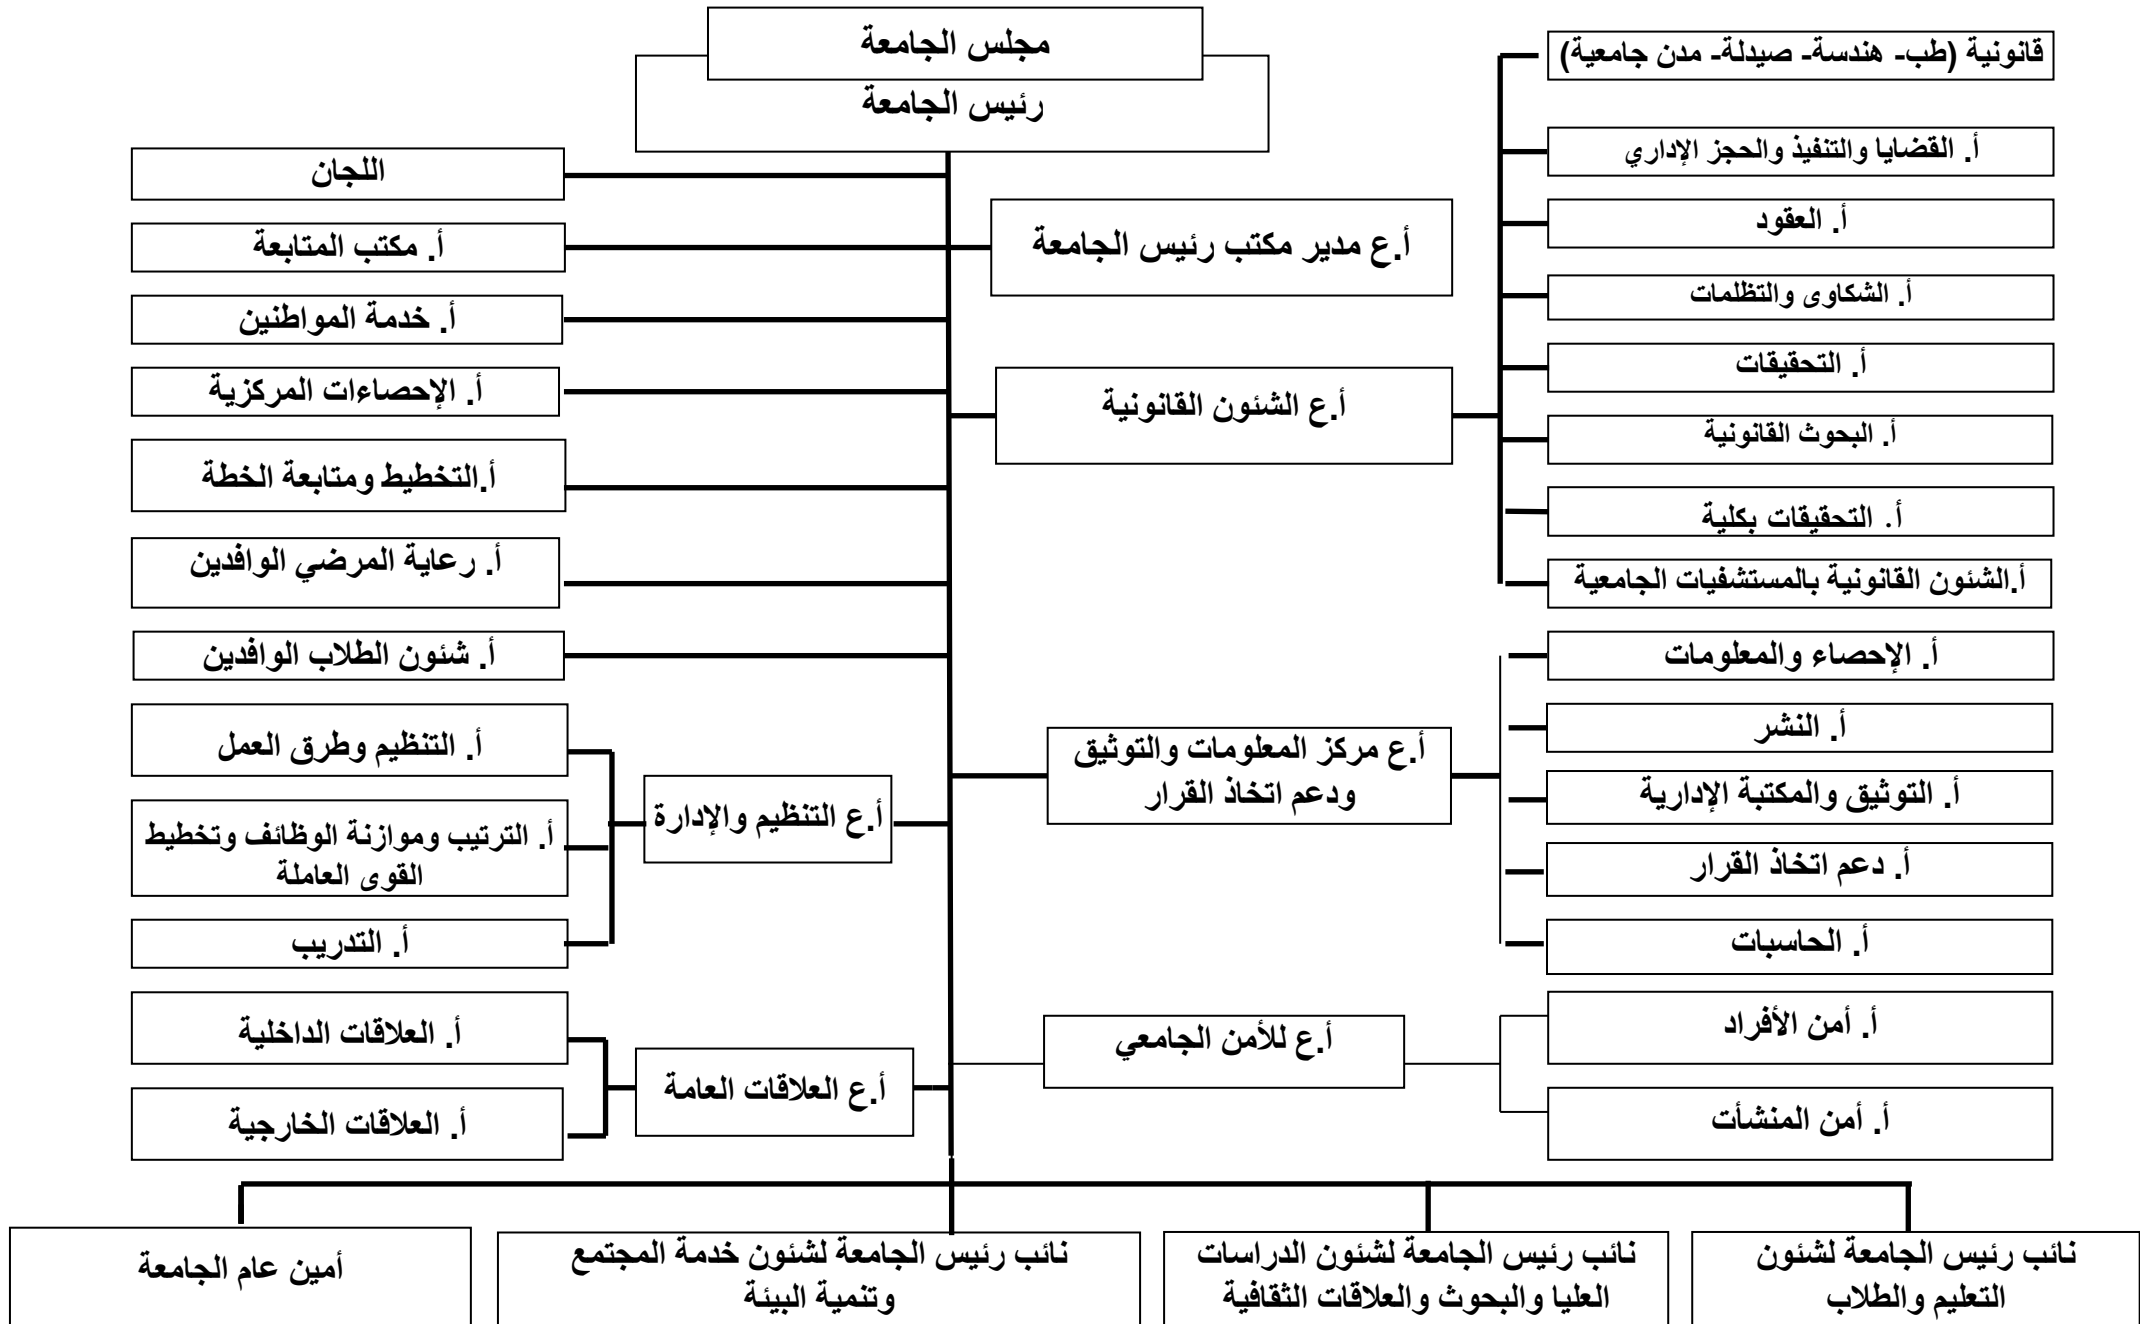 مجلس الجامعة
رئيس الجامعة
قانونية (طب- هندسة- صيدلة- مدن جامعية)
أ. القضايا والتنفيذ والحجز الإداري
أ. العقود
أ. الشكاوى والتظلمات
أ. التحقيقات
أ. البحوث القانونية
أ. التحقيقات بكلية
أ.الشئون القانونية بالمستشفيات الجامعية
أ.ع مدير مكتب رئيس الجامعة
أ.ع الشئون القانونية
اللجان
أ. مكتب المتابعة
أ. خدمة المواطنين
أ. الإحصاءات المركزية
أ.التخطيط ومتابعة الخطة
أ. رعاية المرضي الوافدين
أ. شئون الطلاب الوافدين
أ. الإحصاء والمعلومات
أ. النشر
أ. التوثيق والمكتبة الإدارية
أ. دعم اتخاذ القرار
أ. الحاسبات
أ.ع مركز المعلومات والتوثيق
ودعم اتخاذ القرار
أ.ع التنظيم والإدارة
أ. التنظيم وطرق العمل
أ. الترتيب وموازنة الوظائف وتخطيط
القوى العاملة
أ. التدريب
أ. أمن الأفراد
أ. أمن المنشأت
أ.ع للأمن الجامعي
أ.ع العلاقات العامة
أ. العلاقات الداخلية
أ. العلاقات الخارجية
نائب رئيس الجامعة لشئون
التعليم والطلاب
نائب رئيس الجامعة لشئون الدراسات
العليا والبحوث والعلاقات الثقافية
نائب رئيس الجامعة لشئون خدمة المجتمع
وتنمية البيئة
أمين عام الجامعة